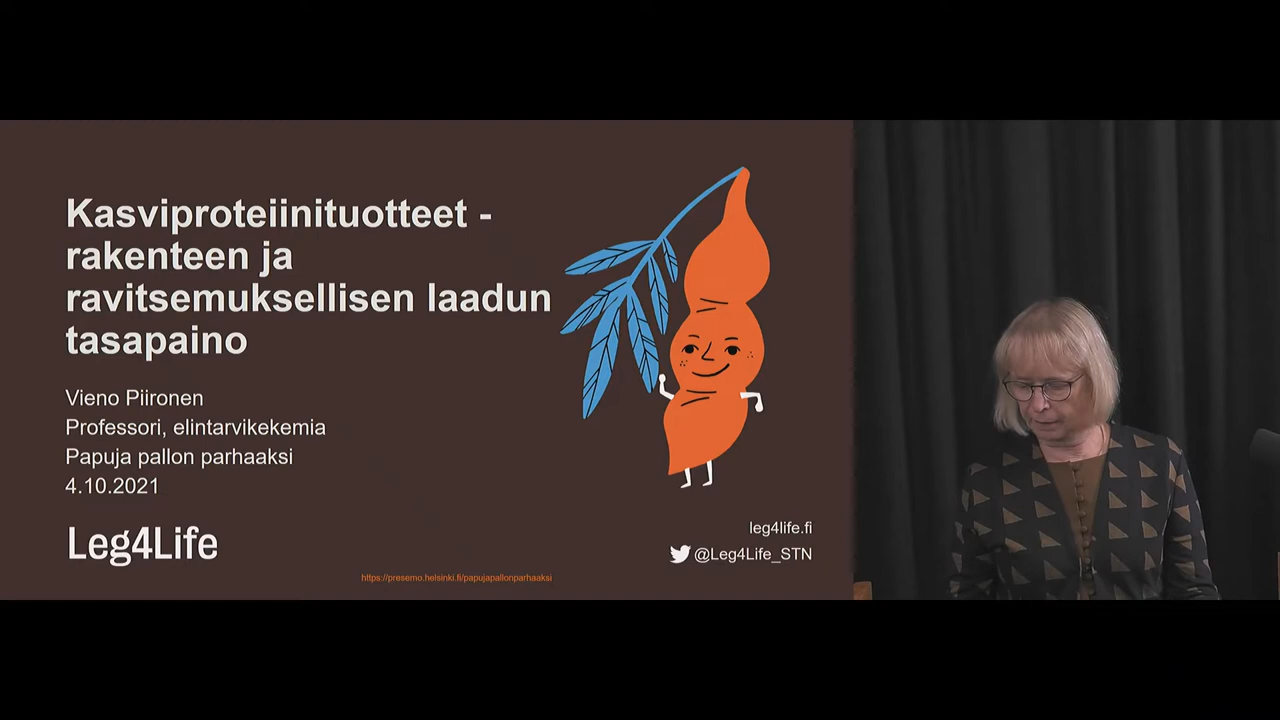 Kasviproteiinituotteet -
rakenteen ja
ravitsemuksellisen laadun
tasapaino
Vieno Piironen
Professori, elintarvikekemia
Papuja pallon parhaaksi
4.10.2021
Leg4Life
https://presemo.helsinki.fi/papujapallonparhaaksi
leg4life.fi
@Leg4Life_STN